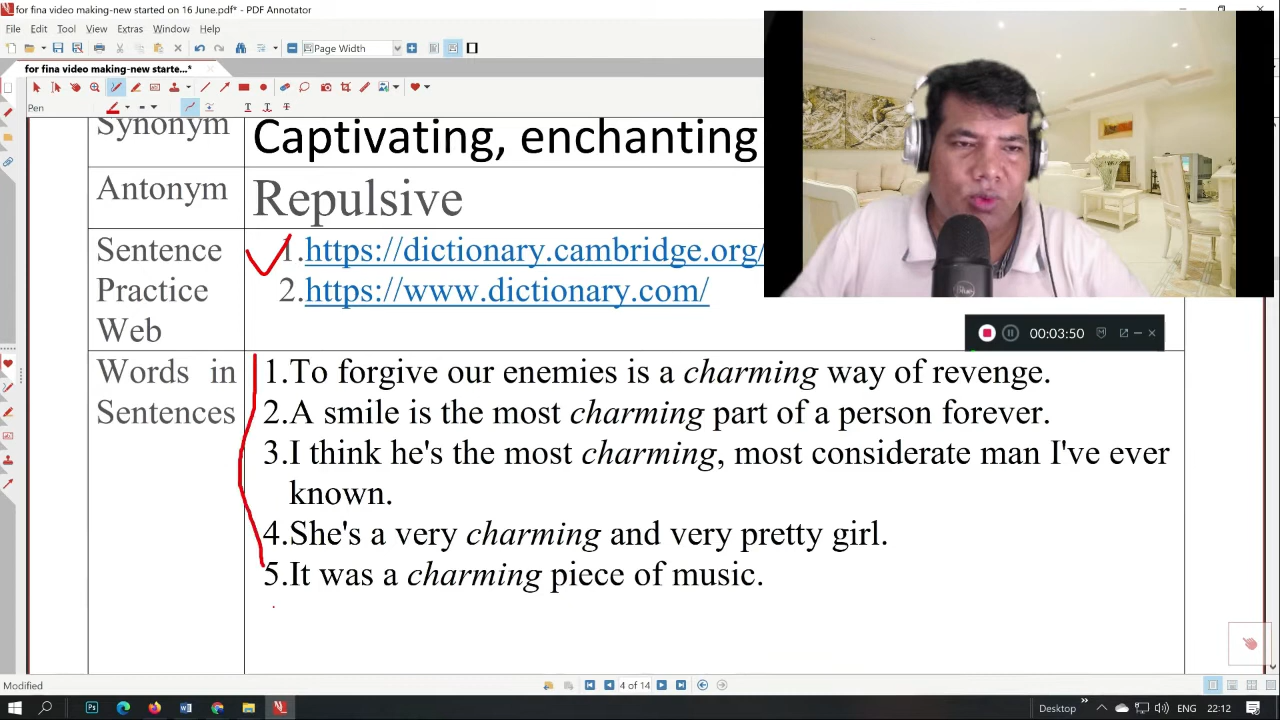 for fina video making-new started on 16 June.pdf* - PDF Annotator
File Edit Tool View Extras Window Help
Page Width
for fina video making-new starte...*
Pen
Synonym
Captivating, enchanting
Antonym
Repulsive
Sentence Practice Web
1.https://dictionary.cambridge.org/
2.https://www.dictionary.com/
00:03:50
Words in Sentences
1.To forgive our enemies is a charming way of revenge.
2.A smile is the most charming part of a person forever.
3.I think he's the most charming, most considerate man I've ever
known.
4.She's a very charming and very pretty girl.
5.It was a charming piece of music.
Modified
4 of 14
Desktop
ENG
22:12